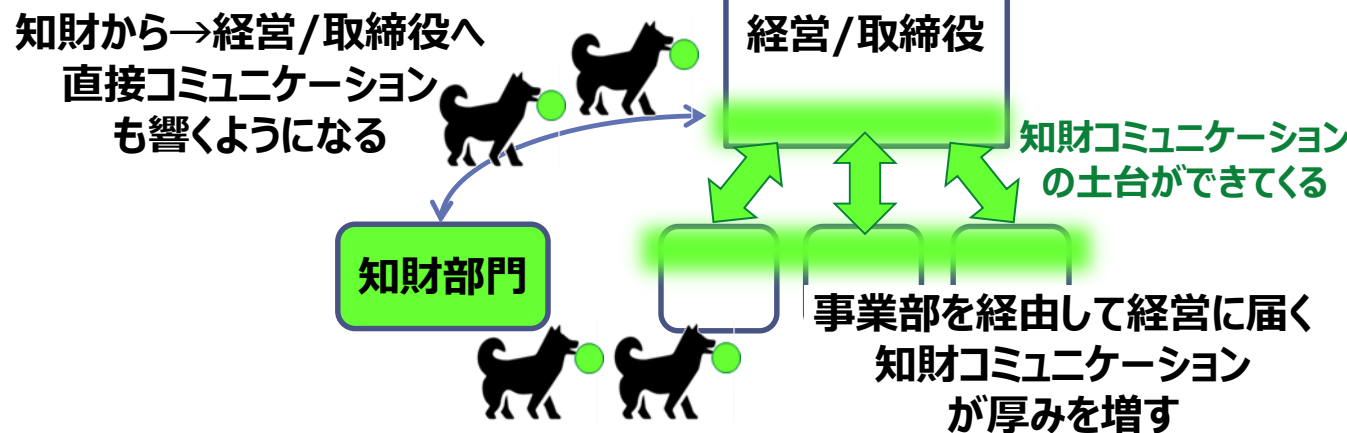 知財から→経営/取締役へ
直接コミュニケーション
も響くようになる
経営/取締役
知財コミュニケーション
の土台ができてくる
知財部門
事業部を経由して経営に届く
知財コミュニケーション
が厚みを増す